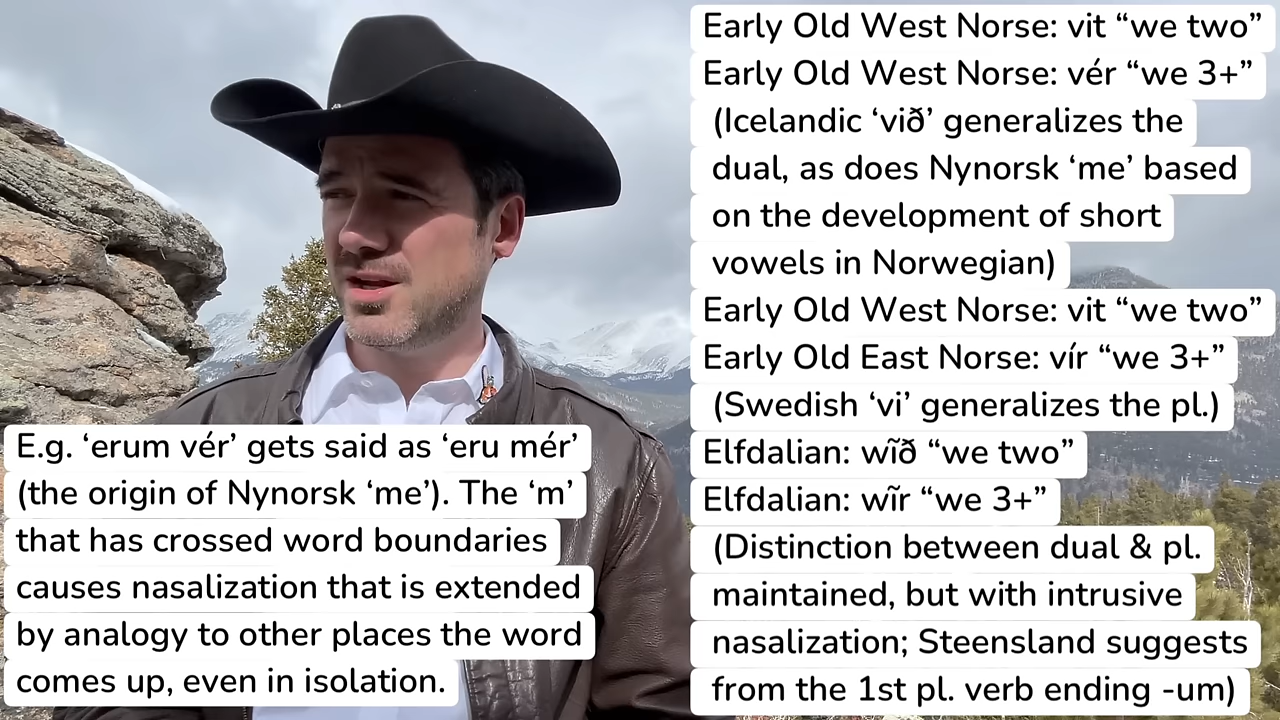 Early Old West Norse: vit “we two”
Early Old West Norse: vér “we 3+”
(Icelandic ‘við’ generalizes the
dual, as does Nynorsk ‘me’ based
on the development of short
vowels in Norwegian)
Early Old West Norse: vit “we two”
Early Old East Norse: vír “we 3+”
(Swedish ‘vi’ generalizes the pl.)
Elfdalian: wĩð “we two”
Elfdalian: wĩr “we 3+”
(Distinction between dual & pl.
maintained, but with intrusive
nasalization; Steensland suggests
from the 1st pl. verb ending -um)
E.g. ‘erum vér’ gets said as ‘eru mér’
(the origin of Nynorsk ‘me’). The ‘m’
that has crossed word boundaries
causes nasalization that is extended
by analogy to other places the word
comes up, even in isolation.